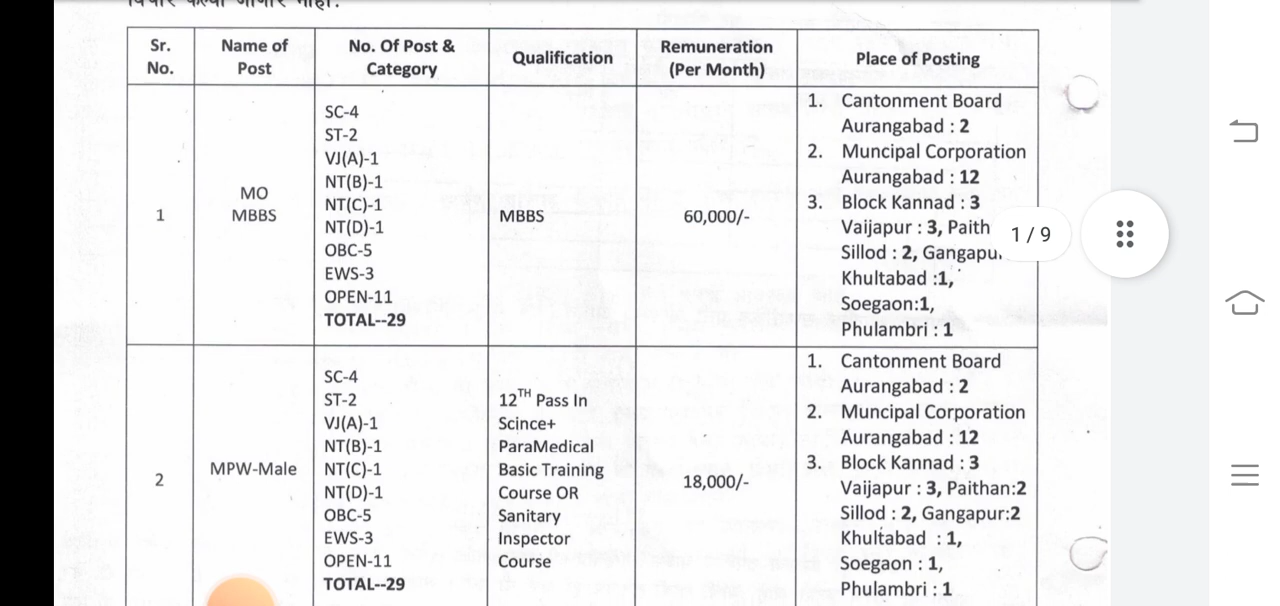 Sr. No.
Name of Post
No. Of Post & Category
Qualification
Remuneration (Per Month)
Place of Posting
1
MO
MBBS
SC-4
ST-2
VJ(A)-1
NT(B)-1
NT(C)-1
NT(D)-1
OBC-5
EWS-3
OPEN-11
TOTAL--29
MBBS
60,000/-
1. Cantonment Board
Aurangabad : 2
2. Muncipal Corporation
Aurangabad : 12
3. Block Kannad : 3
Vaijapur : 3, Paith
Sillod : 2, Gangapu
Khultabad :1,
Soegaon:1,
Phulambri : 1
1 / 9
2
MPW-Male
SC-4
ST-2
VJ(A)-1
NT(B)-1
NT(C)-1
NT(D)-1
OBC-5
EWS-3
OPEN-11
TOTAL--29
12TH Pass In
Scince+
ParaMedical
Basic Training
Course OR
Sanitary
Inspector
Course
18,000/-
1. Cantonment Board
Aurangabad : 2
2. Muncipal Corporation
Aurangabad : 12
3. Block Kannad : 3
Vaijapur : 3, Paithan:2
Sillod : 2, Gangapur:2
Khultabad : 1,
Soegaon : 1,
Phulambri : 1